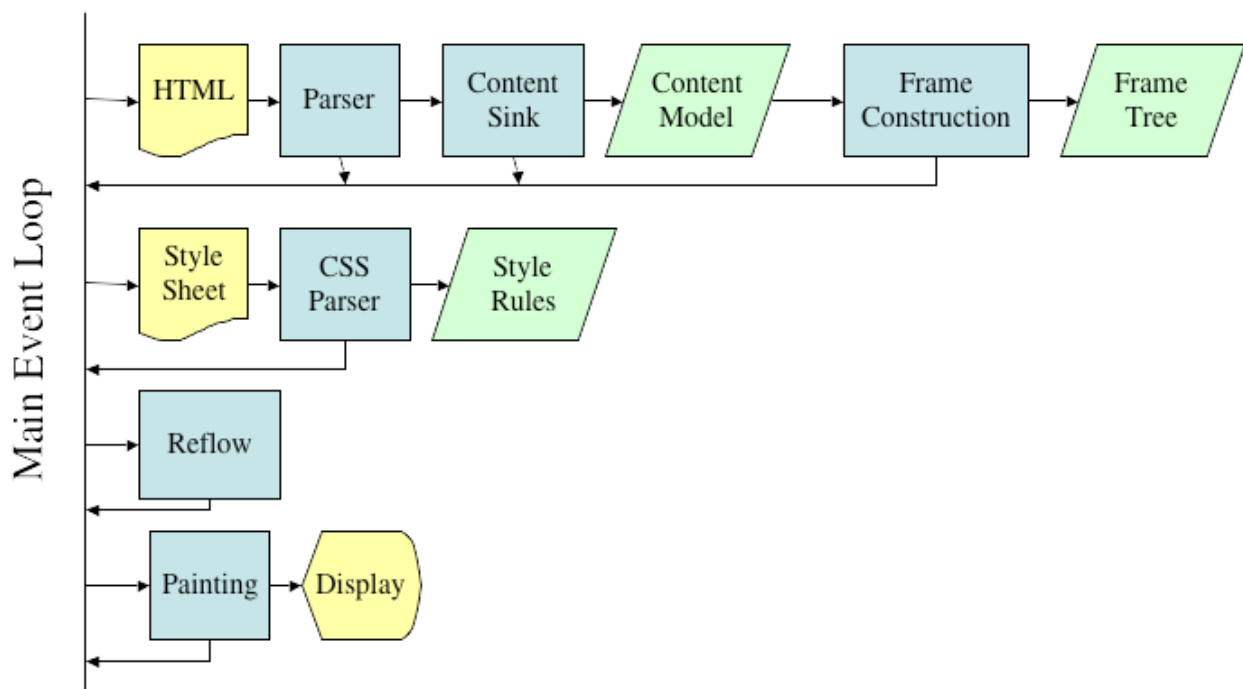 Main Event Loop
HTML
Parser
Content
Sink
Content
Model
Frame
Construction
Frame
Tree
Style
Sheet
CSS
Parser
Style
Rules
Reflow
Painting
Display